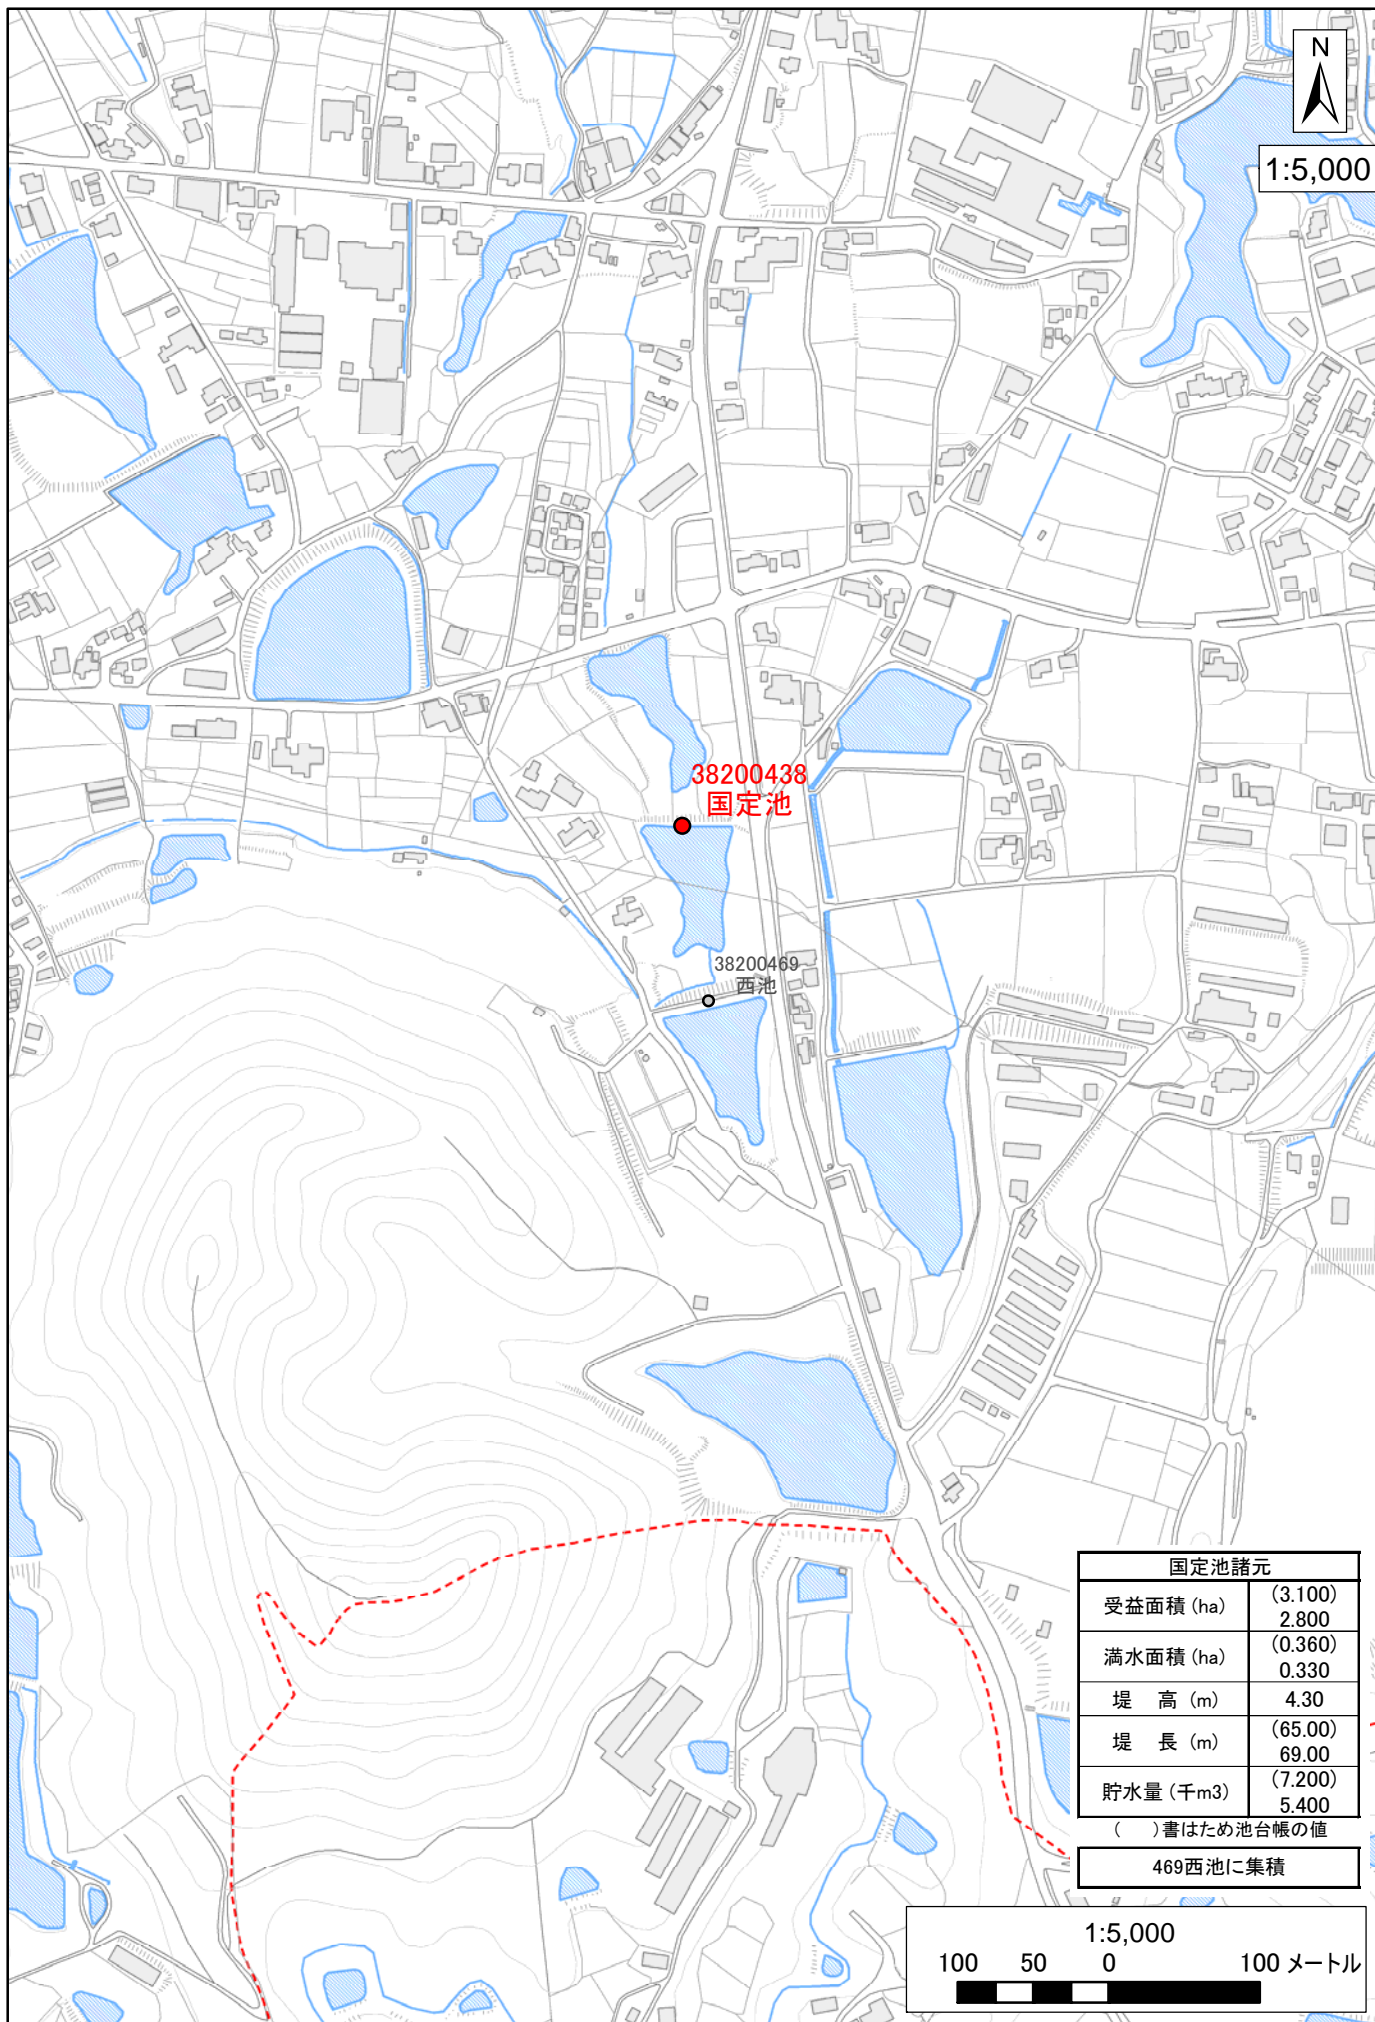 N
1:5,000
38200438
国定池
38200469
西池
国定池諸元
受益面積 (ha)
(3.100)
2.800
満水面積 (ha)
(0.360)
0.330
堤 高 (m)
4.30
堤 長 (m)
(65.00)
69.00
貯水量 (千m3)
(7.200)
5.400
( )書はため池台帳の値
469西池に集積
1:5,000
100 50 0 100 メートル